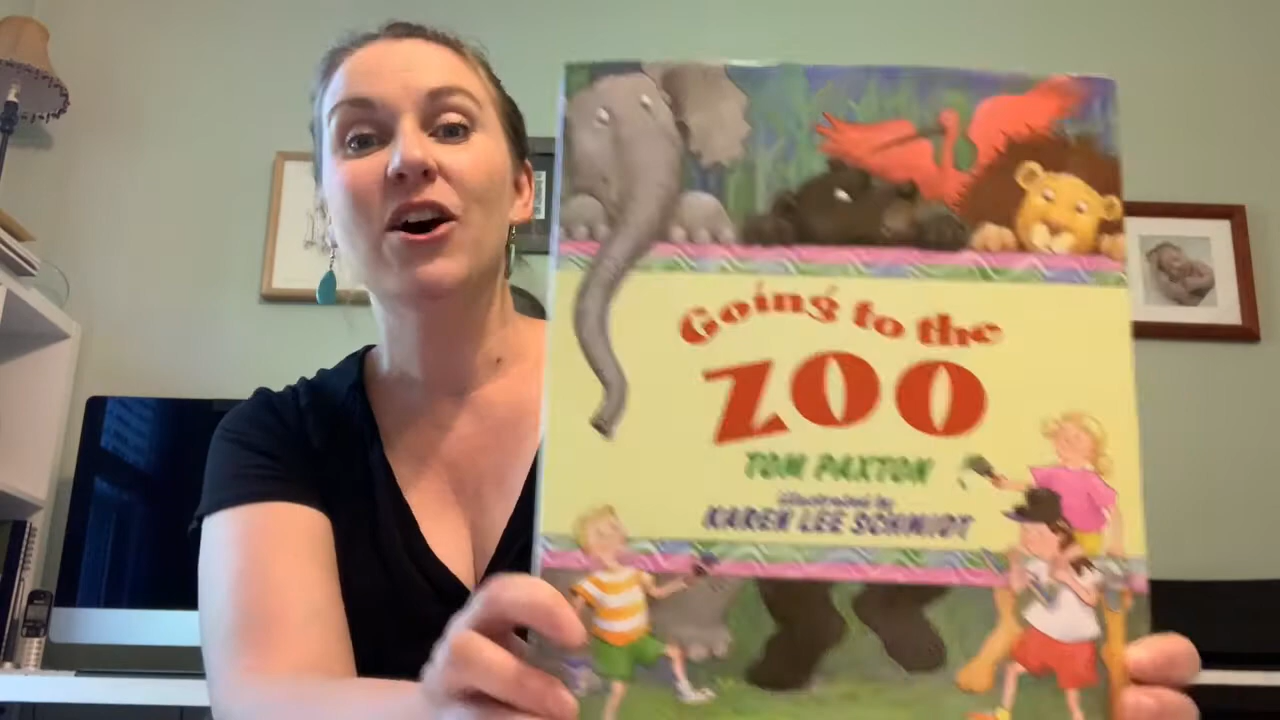 Going to the
ZOO
TOM PAXTON
illustrated by
KAREN LEE SCHMIDT